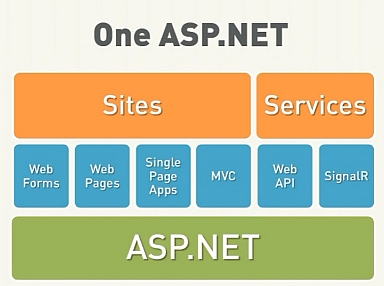 One ASP.NET
Sites
Services
Web
Forms
Web
Pages
Single
Page
Apps
MVC
Web
API
SignalR
ASP.NET